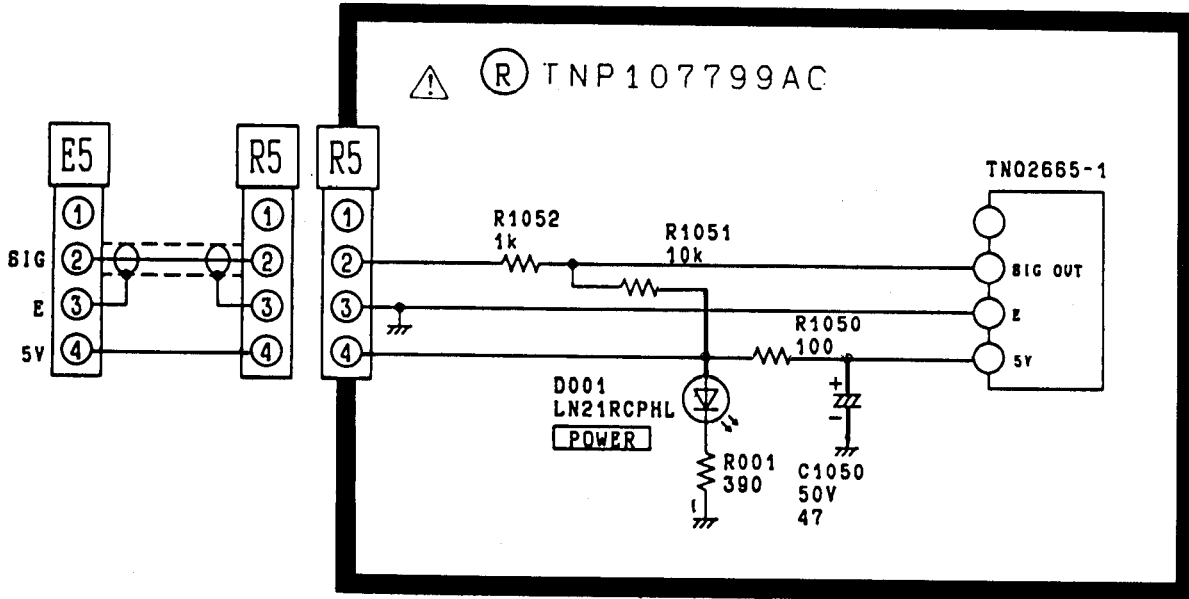 ⚠ Ⓡ TNP107799AC
E5
R5
R5
① ① ①
SIG ② ② ②
E ③ ③ ③
5V ④ ④ ④
R1052
1k
R1051
10k
TNQ2665-1
SIG OUT
E
5V
R1050
100
D001
LN21RCPHL
POWER
+
-
R001
390
C1050
50V
47